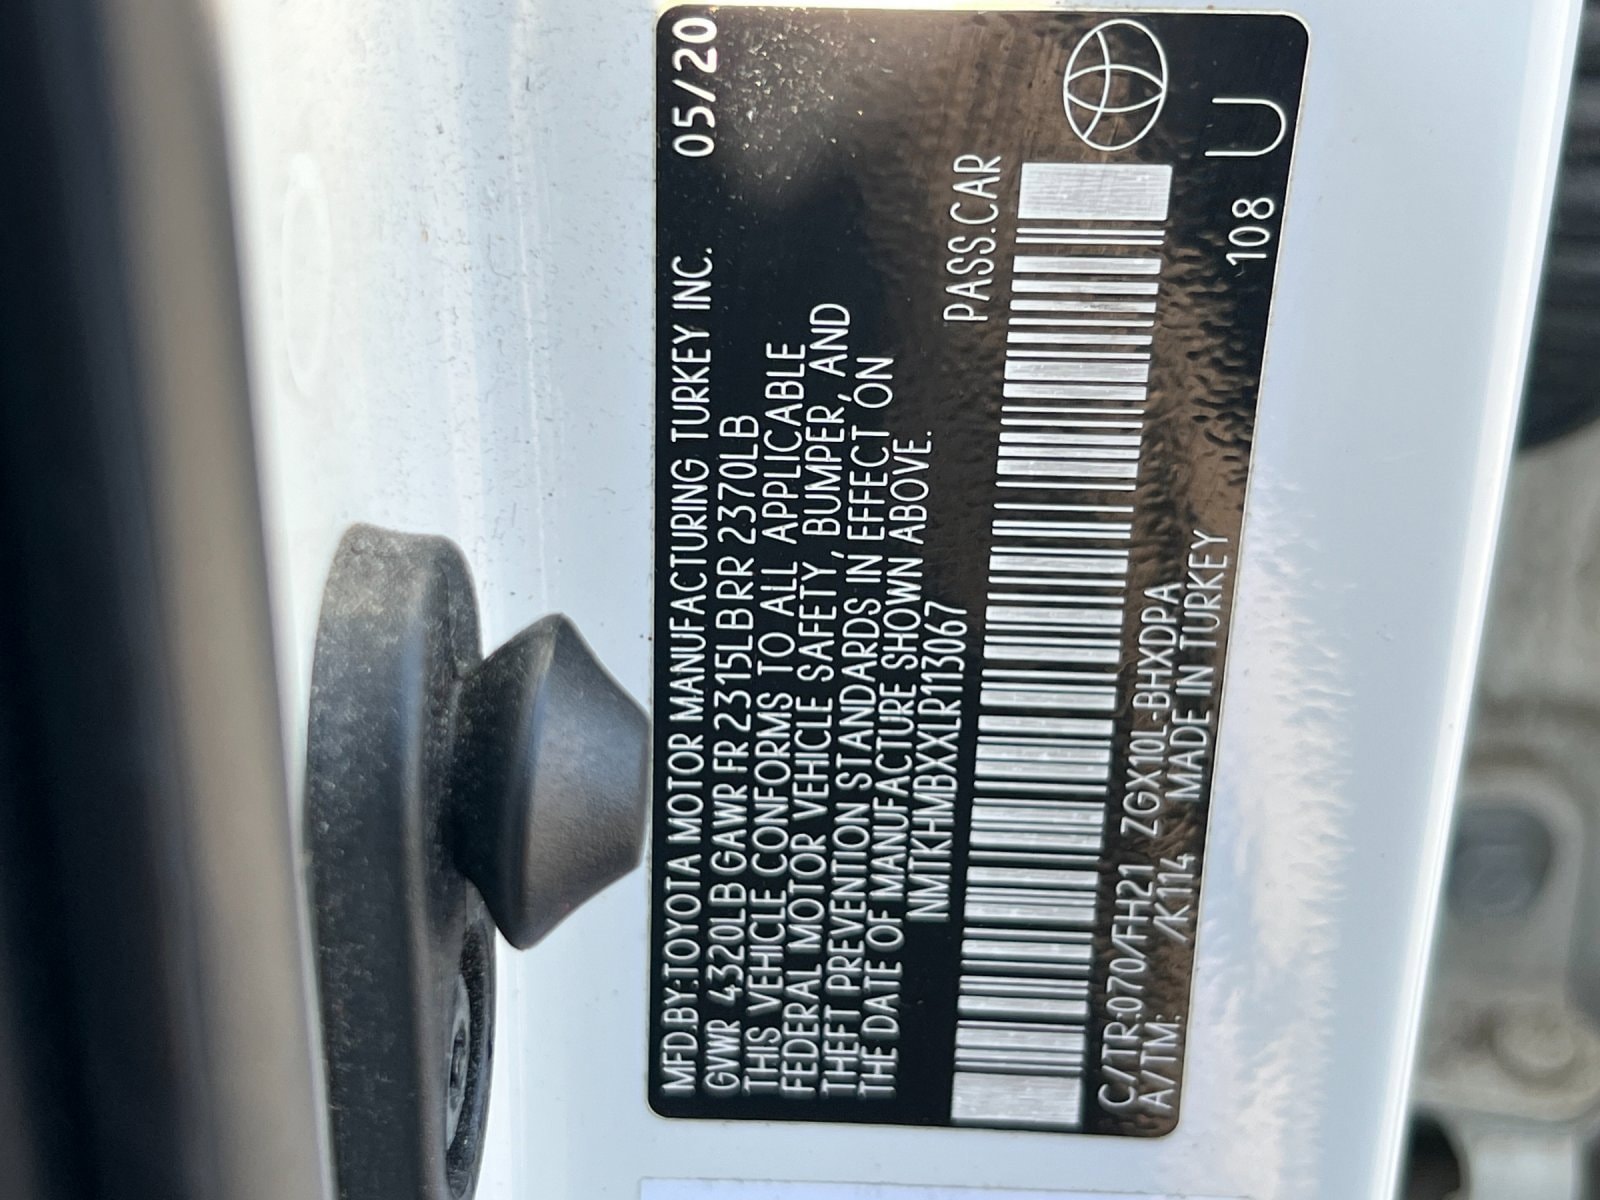 MFD.BY:TOYOTA MOTOR MANUFACTURING TURKEY INC. 05/20
GVWR 4320LB GAWR FR 2315LB RR 2370LB
THIS VEHICLE CONFORMS TO ALL APPLICABLE
FEDERAL MOTOR VEHICLE SAFETY, BUMPER, AND
THEFT PREVENTION STANDARDS IN EFFECT ON
THE DATE OF MANUFACTURE SHOWN ABOVE.
NMTKHMBXXLR113067 PASS.CAR
C/TR:070/FH21 ZGX10L-BHXDPA
A/TM: /K114 MADE IN TURKEY 108 U